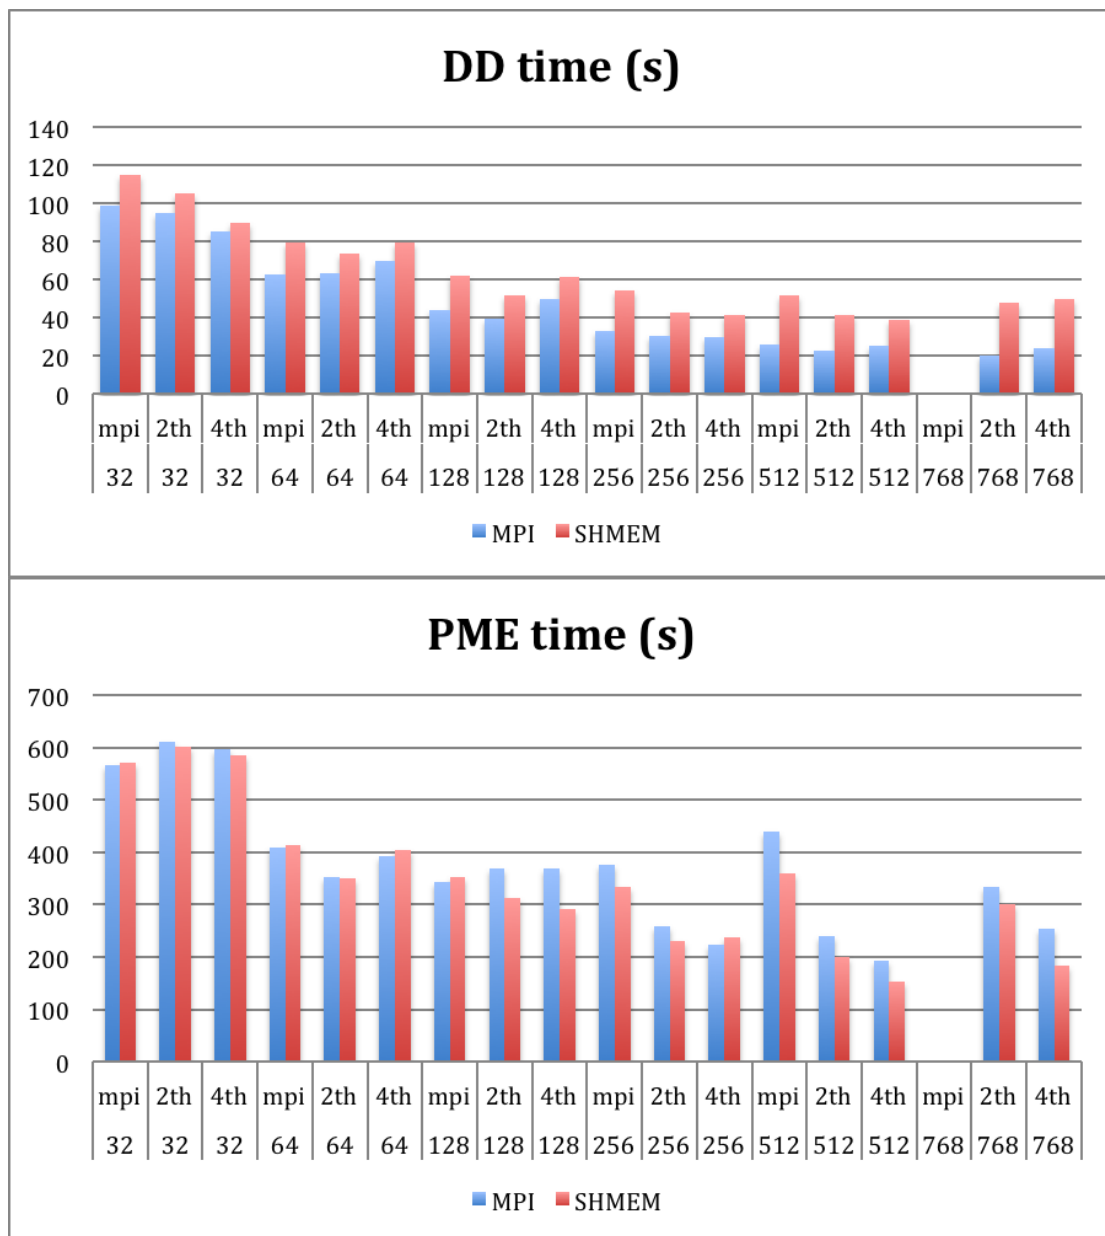 DD time (s)
140
120
100
80
60
40
20
0
mpi 2th 4th mpi 2th 4th mpi 2th 4th mpi 2th 4th mpi 2th 4th mpi 2th 4th
32 32 32 64 64 64 128 128 128 256 256 256 512 512 512 768 768 768
MPI SHMEM
PME time (s)
700
600
500
400
300
200
100
0
mpi 2th 4th mpi 2th 4th mpi 2th 4th mpi 2th 4th mpi 2th 4th mpi 2th 4th
32 32 32 64 64 64 128 128 128 256 256 256 512 512 512 768 768 768
MPI SHMEM